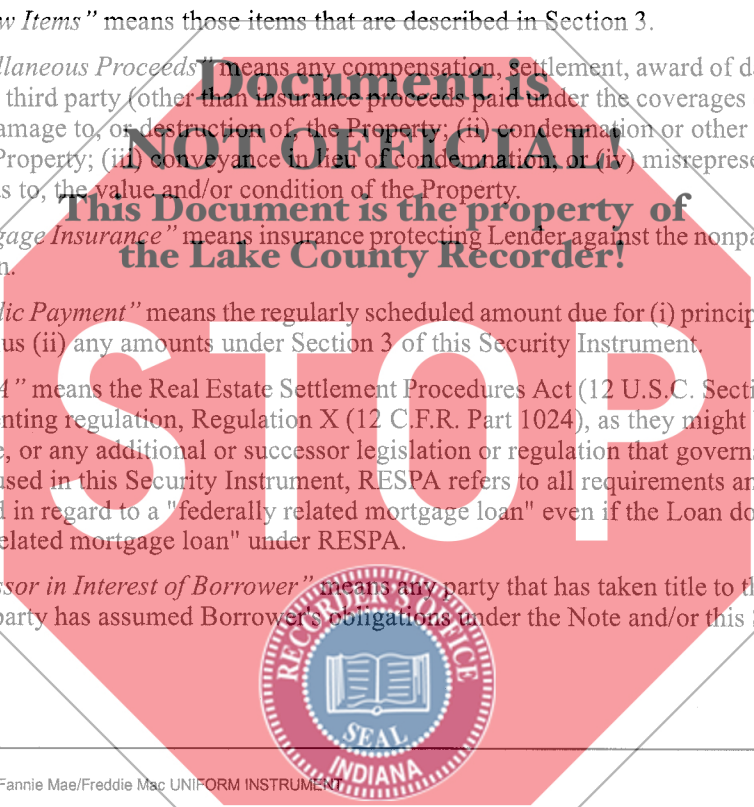 w Items" means those items that are described in Section 3.
llaneous Proceeds" means any compensation, settlement, award of d
third party (other than insurance proceeds paid under the coverages
amage to, or destruction of, the Property; (ii) condemnation or other
Property; (iii) conveyance in lieu of condemnation; or (iv) misreprese
s to, the value and/or condition of the Property.
gage Insurance" means insurance protecting Lender against the nonpa
n.
lic Payment" means the regularly scheduled amount due for (i) princip
us (ii) any amounts under Section 3 of this Security Instrument.
A" means the Real Estate Settlement Procedures Act (12 U.S.C. Secti
enting regulation, Regulation X (12 C.F.R. Part 1024), as they might
e, or any additional or successor legislation or regulation that govern
used in this Security Instrument, RESPA refers to all requirements an
d in regard to a "federally related mortgage loan" even if the Loan do
elated mortgage loan" under RESPA.
ssor in Interest of Borrower" means any party that has taken title to th
party has assumed Borrower's obligations under the Note and/or this
Fannie Mae/Freddie Mac UNIFORM INSTRUMENT
Document is
NOT OFFICIAL!
This Document is the property of
the Lake County Recorder!
STOP
RECORDER'S OFFICE
SEAL
INDIANA